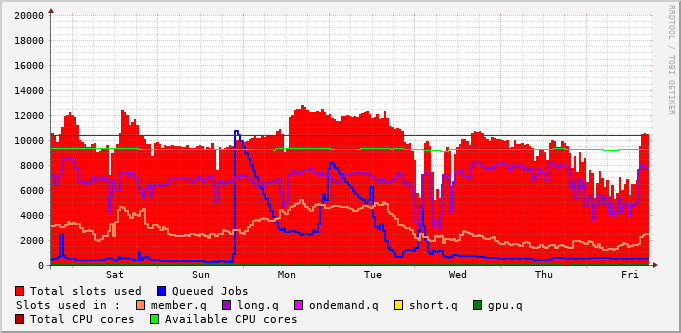 RRDTOOL / TOBI OETIKER
20000
18000
16000
14000
12000
10000
8000
6000
4000
2000
0
Sat Sun Mon Tue Wed Thu Fri
Total slots used Queued Jobs
Slots used in : member.q long.q ondemand.q short.q gpu.q
Total CPU cores Available CPU cores